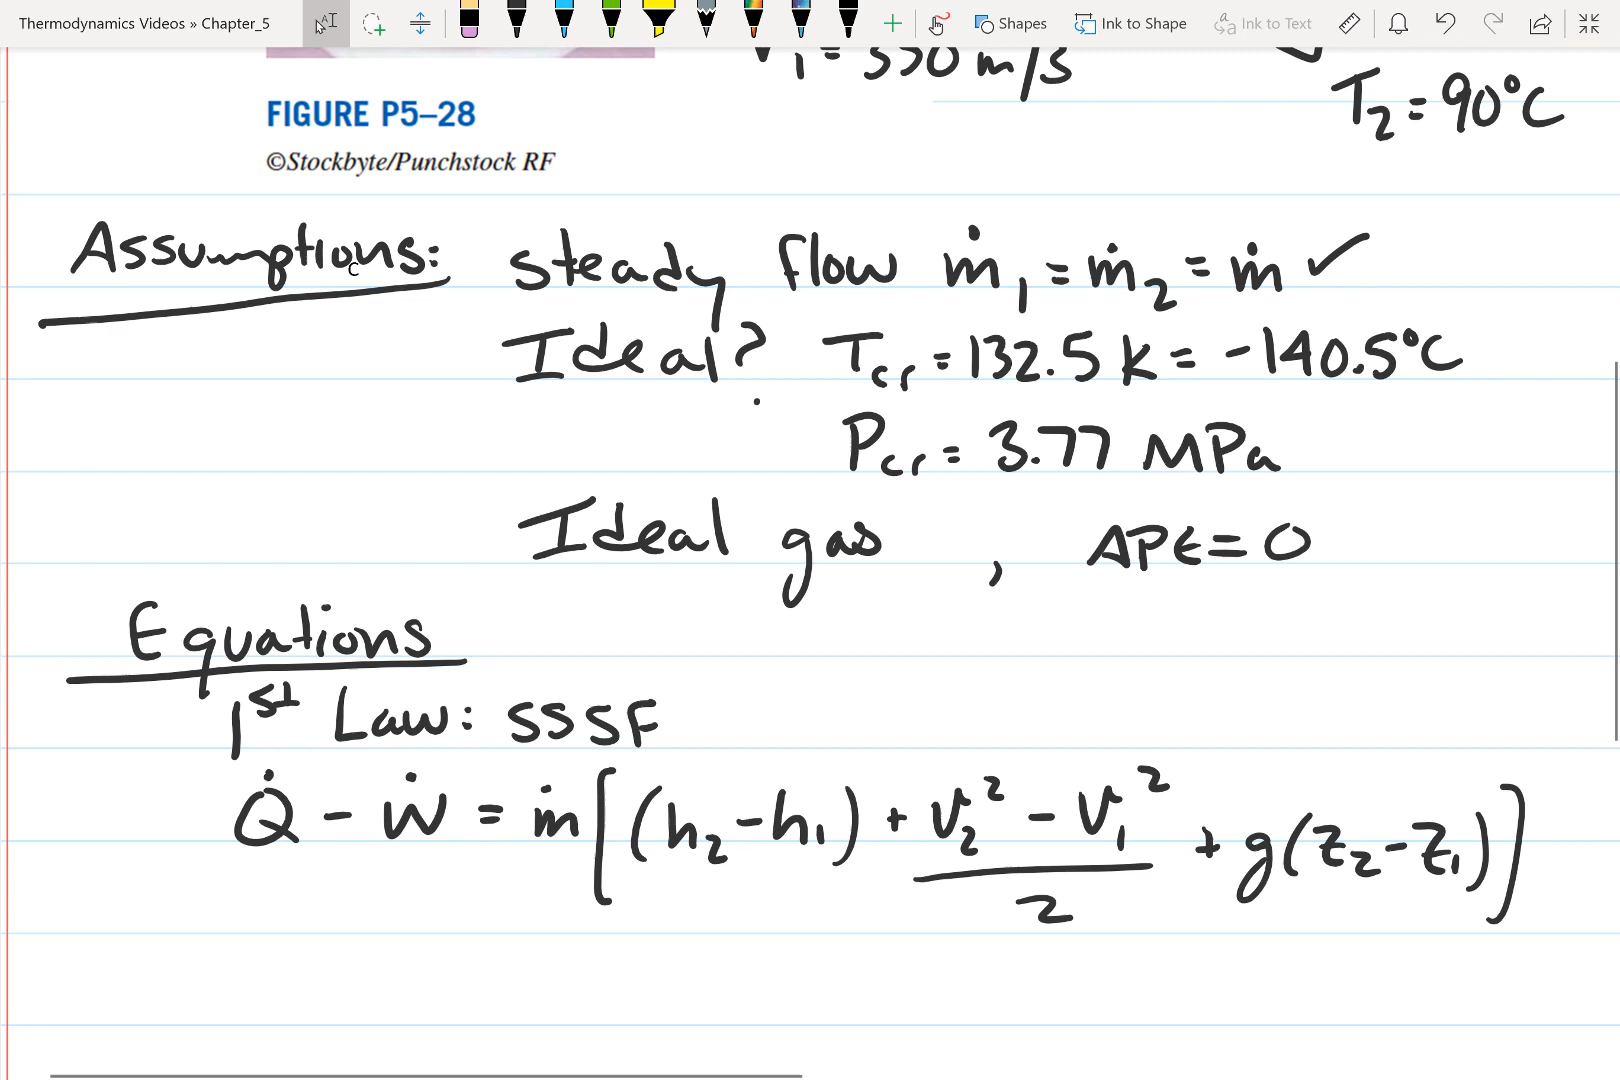 Thermodynamics Videos » Chapter_5
Shapes
Ink to Shape
Ink to Text
= 350 m/s
T₂ = 90°C
FIGURE P5–28
©Stockbyte/Punchstock RF
Assumptions: steady flow ṁ₁ = ṁ₂ = ṁ ✓
Ideal? Tcr = 132.5 K = -140.5°C
Pcr = 3.77 MPa
Ideal gas, ΔPE = 0
Equations
1st Law: SSSF
Q̇ - Ẇ = ṁ[(h₂-h₁) + (V₂² - V₁²)/2 + g(z₂-z₁)]